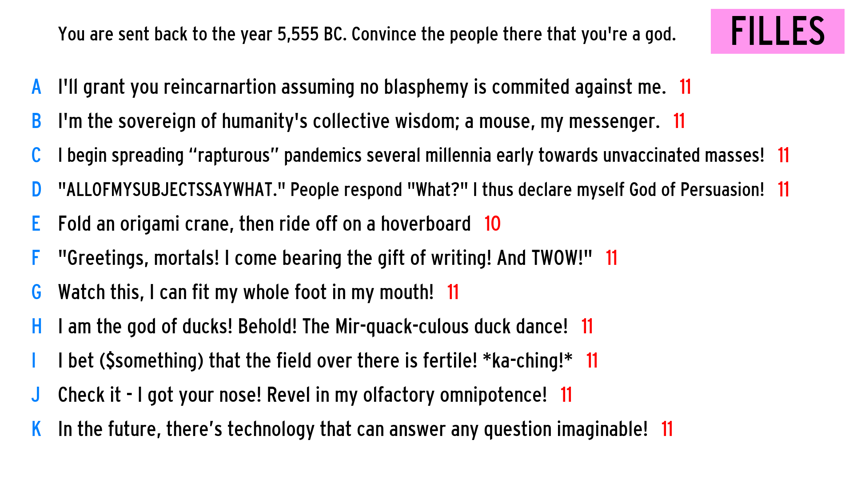 You are sent back to the year 5,555 BC. Convince the people there that you're a god.
FILLES
A I'll grant you reincarnartion assuming no blasphemy is commited against me. 11
B I'm the sovereign of humanity's collective wisdom; a mouse, my messenger. 11
C I begin spreading “rapturous” pandemics several millennia early towards unvaccinated masses! 11
D "ALLOFMYSUBJECTSSAYWHAT." People respond "What?" I thus declare myself God of Persuasion! 11
E Fold an origami crane, then ride off on a hoverboard 10
F "Greetings, mortals! I come bearing the gift of writing! And TWOW!" 11
G Watch this, I can fit my whole foot in my mouth! 11
H I am the god of ducks! Behold! The Mir-quack-culous duck dance! 11
I I bet ($something) that the field over there is fertile! *ka-ching!* 11
J Check it - I got your nose! Revel in my olfactory omnipotence! 11
K In the future, there’s technology that can answer any question imaginable! 11